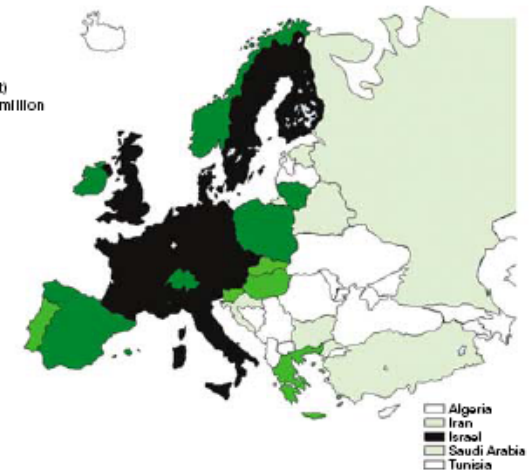 t)
million
Algeria
Iran
Israel
Saudi Arabia
Tunisia